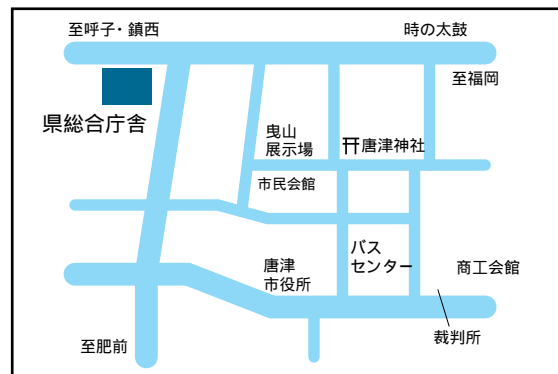 至呼子・鎮西
時の太鼓
至福岡
県総合庁舎
曳山
展示場
唐津神社
市民会館
バス
センター
唐津
市役所
商工会館
裁判所
至肥前